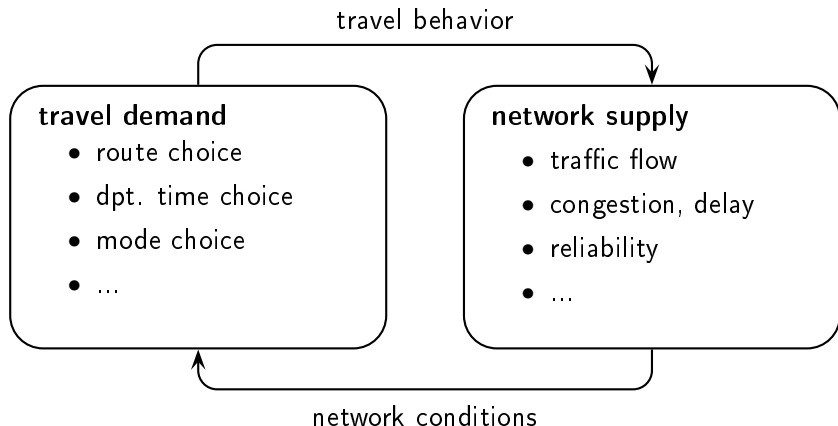 travel behavior
travel demand
• route choice
• dpt. time choice
• mode choice
• ...
network supply
• traffic flow
• congestion, delay
• reliability
• ...
network conditions